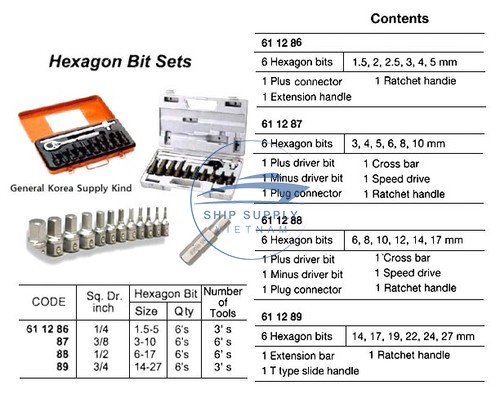 Hexagon Bit Sets
General Korea Supply Kind
SHIP SUPPLY
VIETNAM
CODE Sq. Dr. inch Hexagon Bit Number of Tools
Size Qty
61 12 86 1/4 1.5-5 6's 3' s
87 3/8 3-10 6's 6' s
88 1/2 6-17 6's 6' s
89 3/4 14-27 6's 3' s
Contents
61 12 86
6 Hexagon bits 1.5, 2, 2.5, 3, 4, 5 mm
1 Plus connector 1 Ratchet handie
1 Extension handle
61 12 87
6 Hexagon bits 3, 4, 5, 6, 8, 10 mm
1 Plus driver bit 1 Cross bar
1 Minus driver bit 1 Speed drive
1 Plug connector 1 Ratchet handle
61 12 88
6 Hexagon bits 6, 8, 10, 12, 14, 17 mm
1 Plus driver bit 1 Cross bar
1 Minus driver bit 1 Speed drive
1 Plug connector 1 Ratchet handle
61 12 89
6 Hexagon bits 14, 17, 19, 22, 24, 27 mm
1 Extension bar 1 Ratchet handle
1 T type slide handle